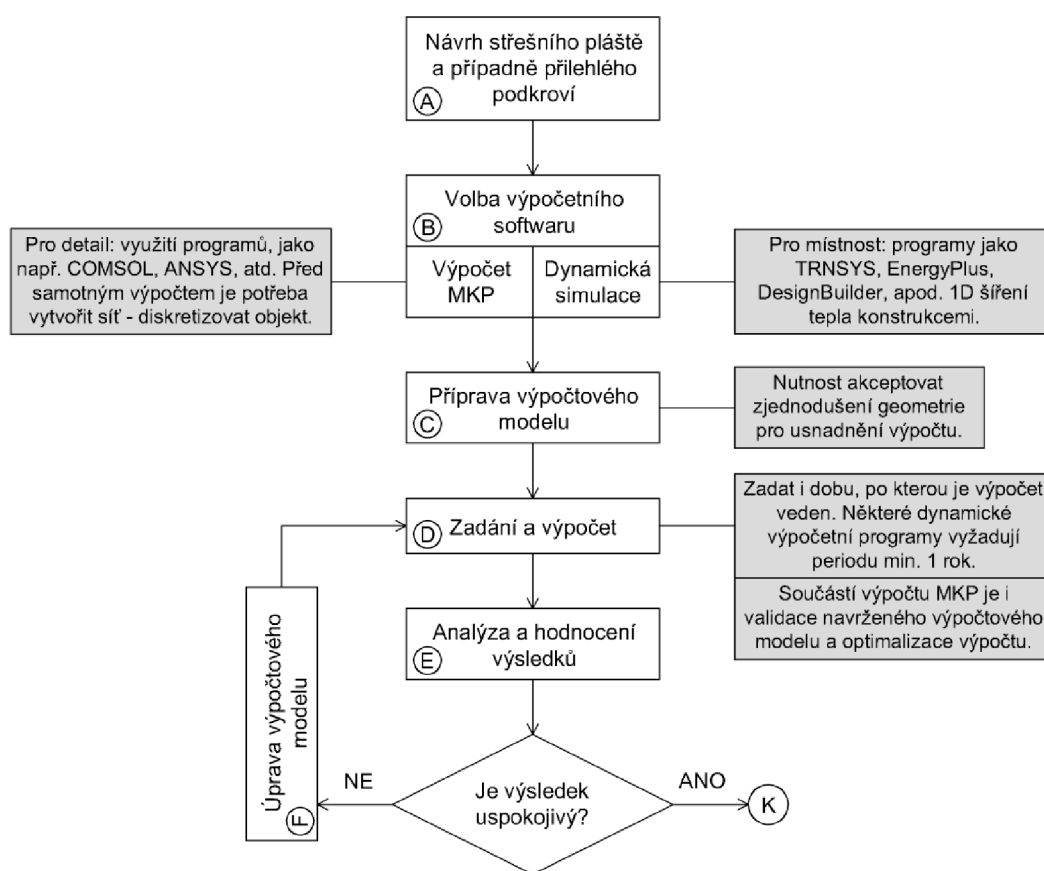 Návrh střešního pláště
a případně přilehlého
podkroví
A
Volba výpočetního
softwaru
B
Výpočet
MKP
Dynamická
simulace
Pro detail: využití programů, jako
např. COMSOL, ANSYS, atd. Před
samotným výpočtem je potřeba
vytvořit síť - diskretizovat objekt.
Pro místnost: programy jako
TRNSYS, EnergyPlus,
DesignBuilder, apod. 1D šíření
tepla konstrukcemi.
Příprava výpočtového
modelu
C
Nutnost akceptovat
zjednodušení geometrie
pro usnadnění výpočtu.
Zadání a výpočet
D
Zadat i dobu, po kterou je výpočet
veden. Některé dynamické
výpočetní programy vyžadují
periodu min. 1 rok.
Součástí výpočtu MKP je i
validace navrženého výpočtového
modelu a optimalizace výpočtu.
Analýza a hodnocení
výsledků
E
Úprava výpočtového
modelu
F
NE
Je výsledek
uspokojivý?
ANO
K